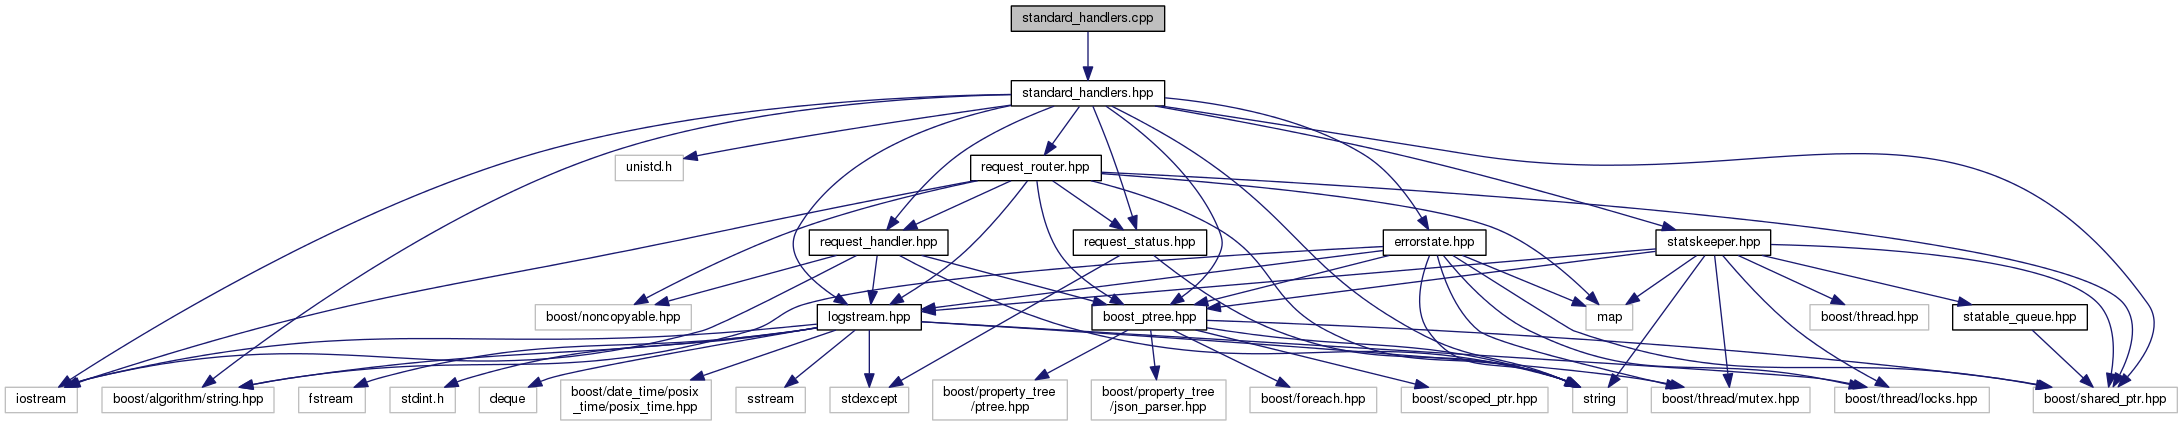 standard_handlers.cpp
standard_handlers.hpp
unistd.h
request_router.hpp
request_handler.hpp
request_status.hpp
errorstate.hpp
statskeeper.hpp
boost/noncopyable.hpp
logstream.hpp
boost_ptree.hpp
map
boost/thread.hpp
statable_queue.hpp
iostream
boost/algorithm/string.hpp
fstream
stdint.h
deque
boost/date_time/posix
_time/posix_time.hpp
sstream
stdexcept
boost/property_tree
/ptree.hpp
boost/property_tree
/json_parser.hpp
boost/foreach.hpp
boost/scoped_ptr.hpp
string
boost/thread/mutex.hpp
boost/thread/locks.hpp
boost/shared_ptr.hpp